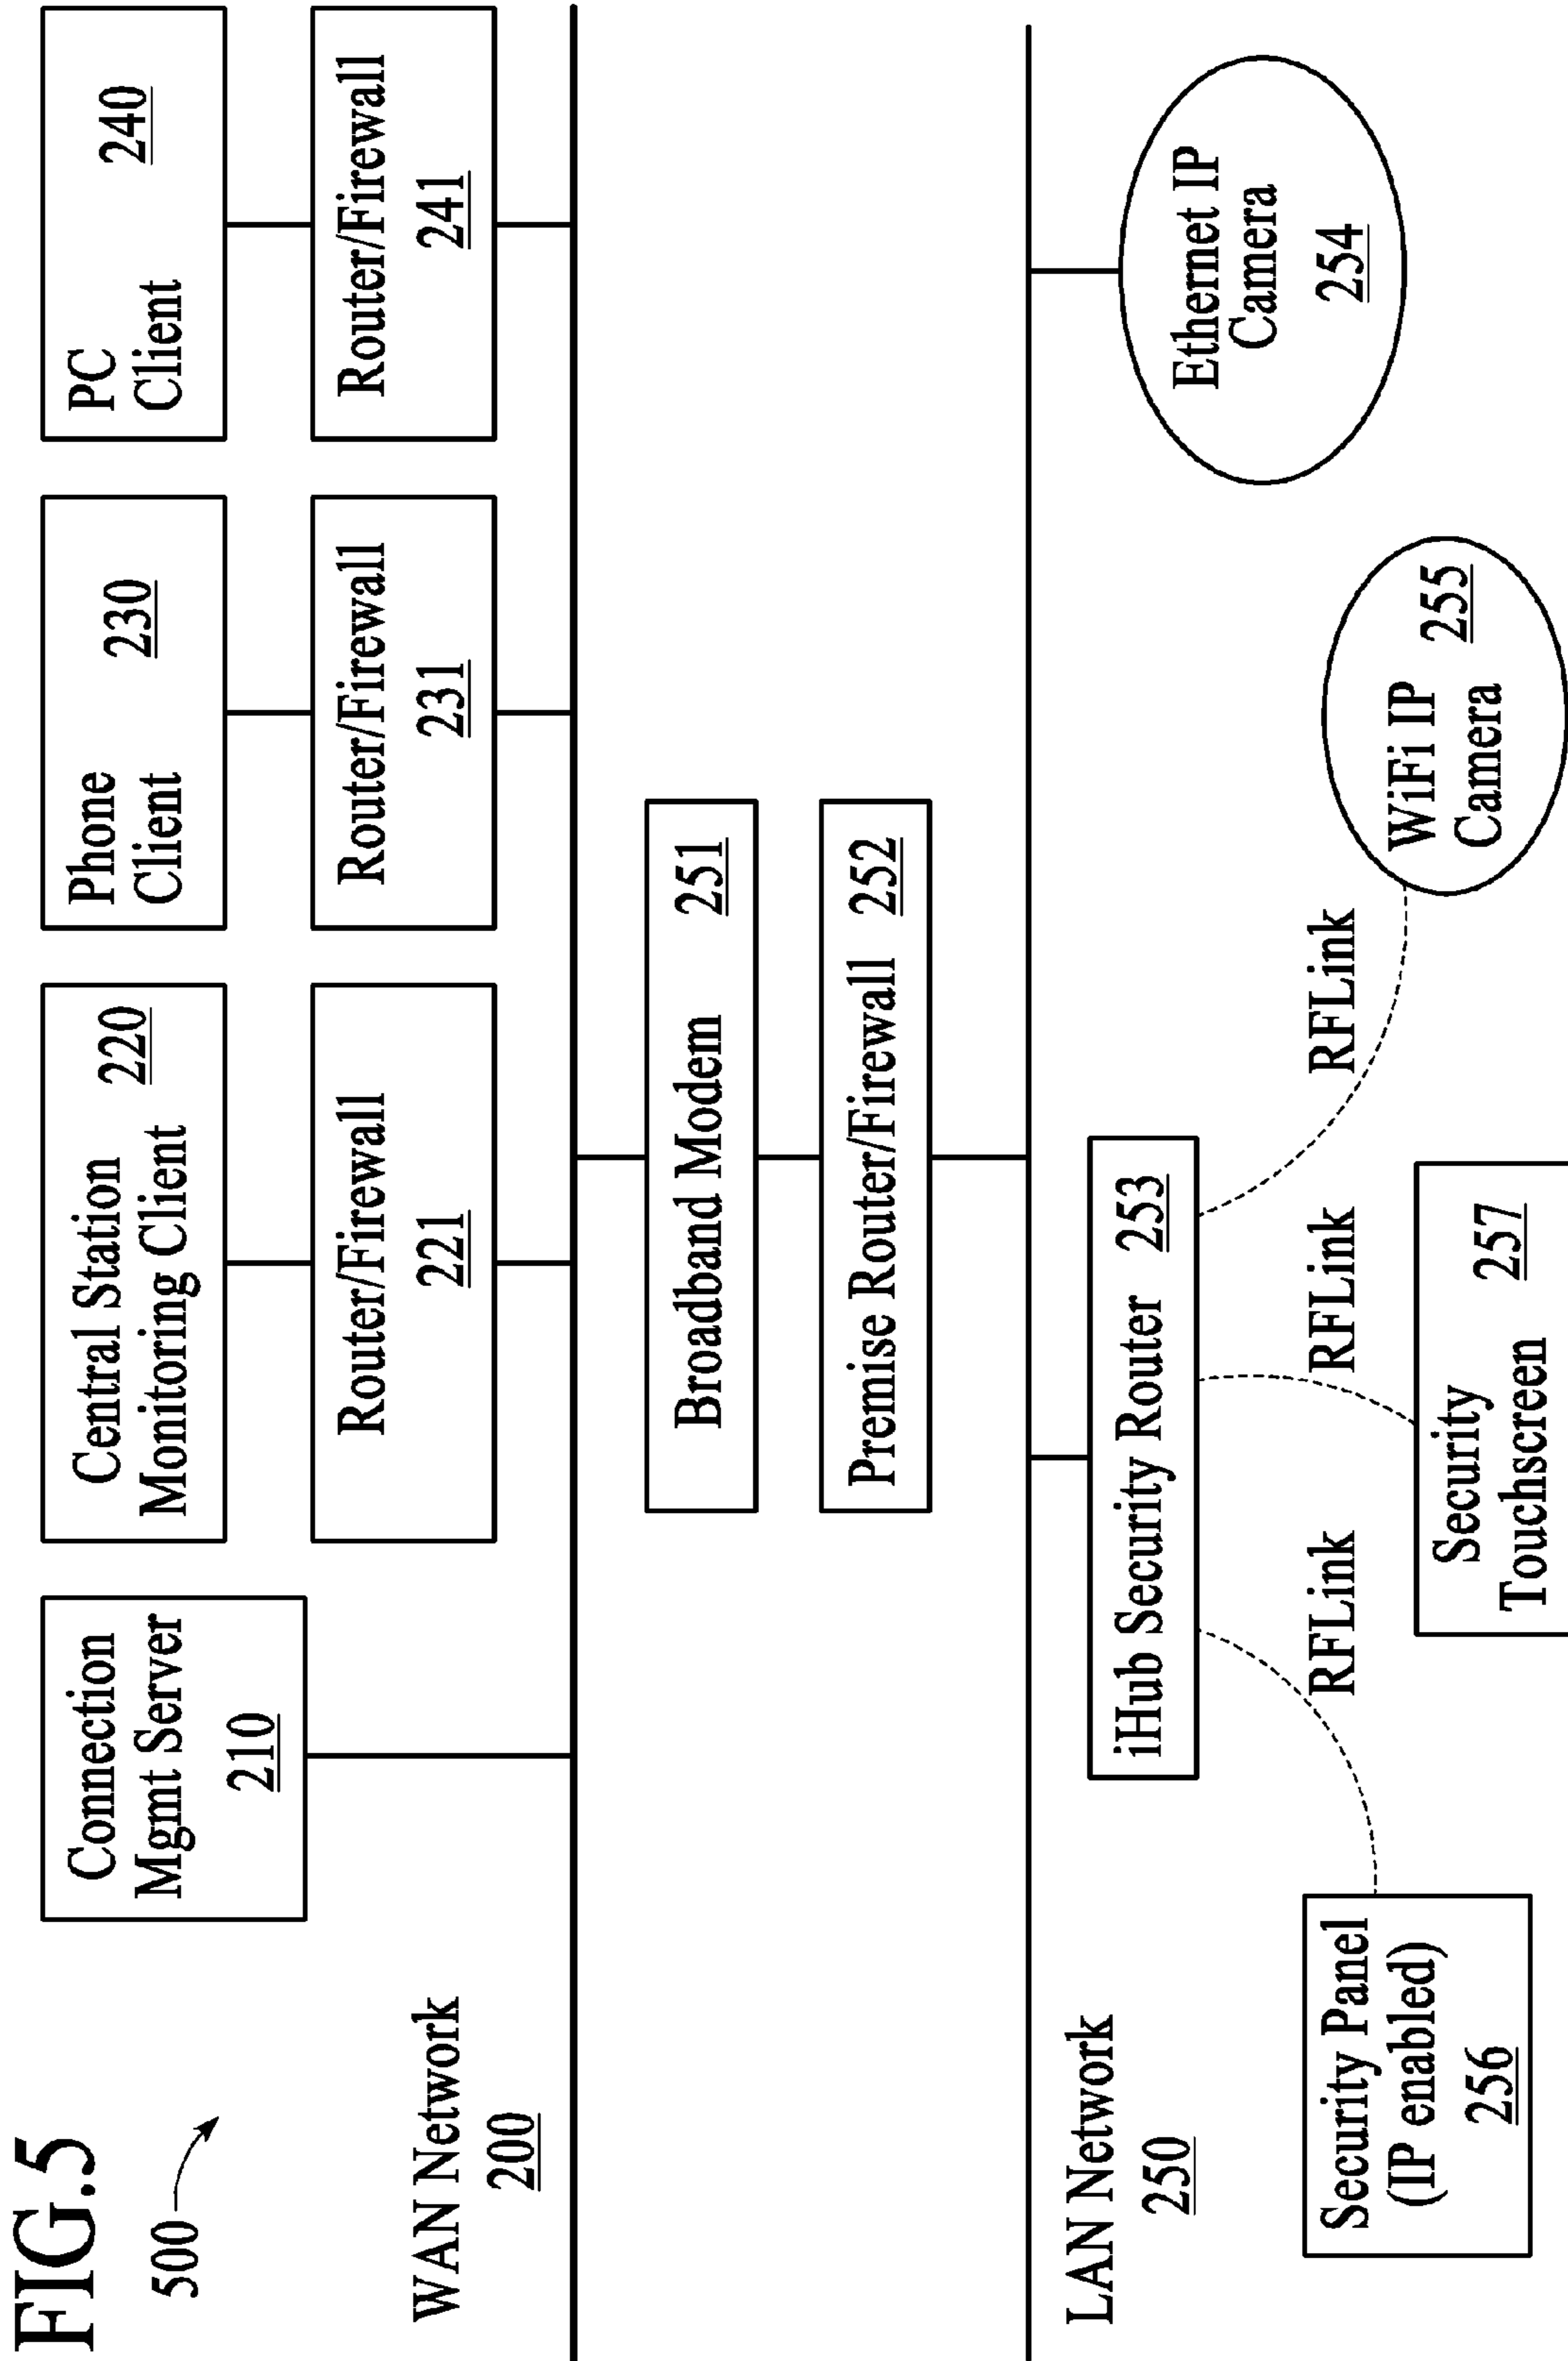 FIG.5
500
Connection
Mgmt Server
210
Central Station
Monitoring Client
220
Phone
Client
230
PC
Client
240
Router/Firewall
221
Router/Firewall
231
Router/Firewall
241
WAN Network
200
Broadband Modem 251
Premise Router/Firewall 252
LAN Network
250
iHub Security Router 253
RFLink
RFLink
RFLink
Security Panel
(IP enabled)
256
Security
Touchscreen
257
WiFi IP
Camera
255
Ethernet IP
Camera
254